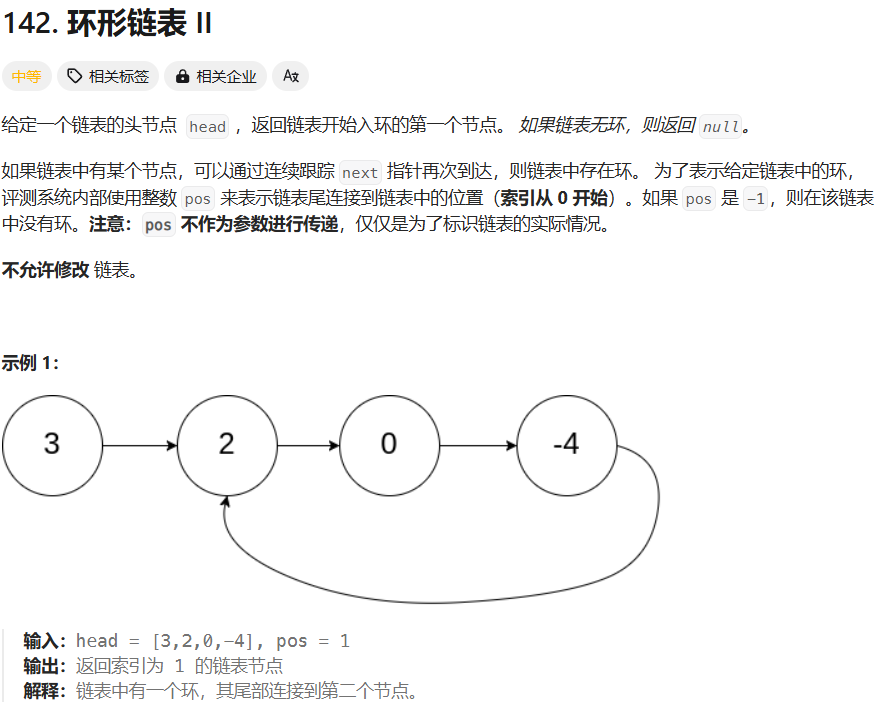 142. 环形链表 II
中等 相关标签 相关企业 A文
给定一个链表的头节点 head ，返回链表开始入环的第一个节点。 如果链表无环，则返回 null。
如果链表中有某个节点，可以通过连续跟踪 next 指针再次到达，则链表中存在环。 为了表示给定链表中的环，
评测系统内部使用整数 pos 来表示链表尾连接到链表中的位置（索引从 0 开始）。如果 pos 是 -1，则在该链表
中没有环。注意：pos 不作为参数进行传递，仅仅是为了标识链表的实际情况。
不允许修改 链表。
示例 1：
3 2 0 -4
输入：head = [3,2,0,-4], pos = 1
输出：返回索引为 1 的链表节点
解释：链表中有一个环，其尾部连接到第二个节点。